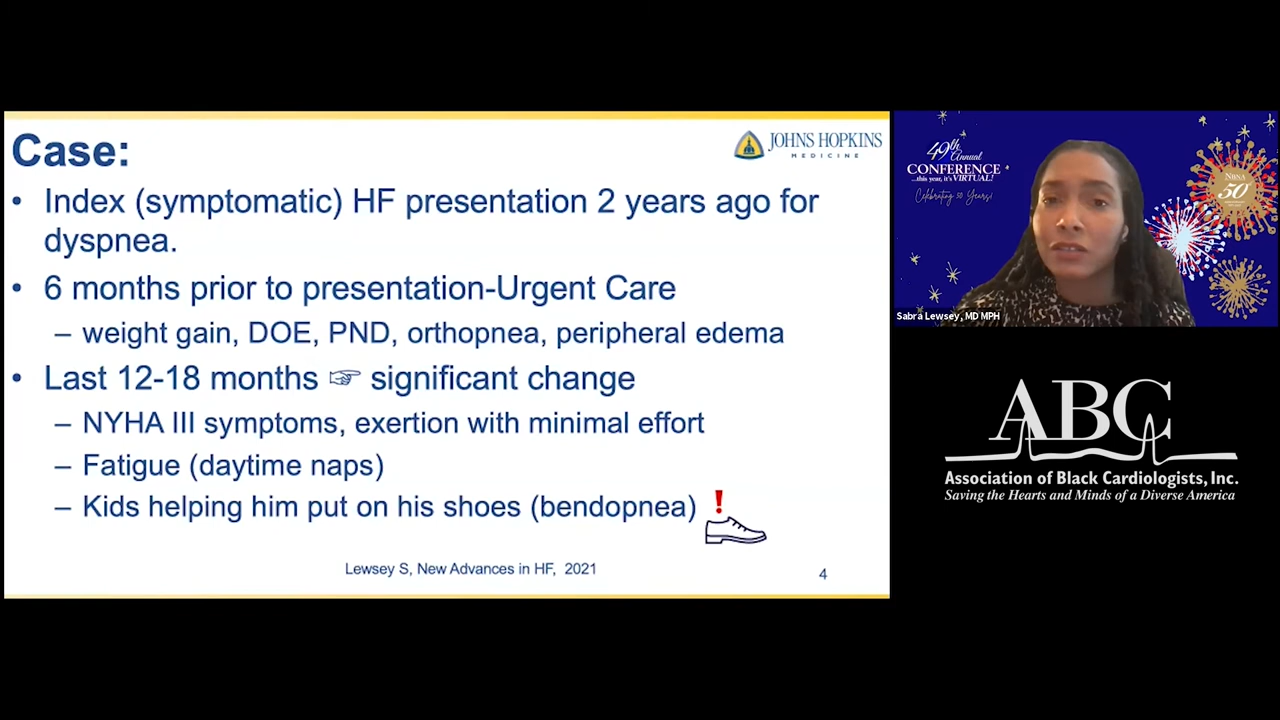 Case:
JOHNS HOPKINS
MEDICINE
• Index (symptomatic) HF presentation 2 years ago for
dyspnea.
• 6 months prior to presentation-Urgent Care
– weight gain, DOE, PND, orthopnea, peripheral edema
• Last 12-18 months ☞ significant change
– NYHA III symptoms, exertion with minimal effort
– Fatigue (daytime naps)
– Kids helping him put on his shoes (bendopnea) !
Lewsey S, New Advances in HF, 2021
4
49th Annual
CONFERENCE
...this year, it's VIRTUAL!
Celebrating 50 Years!
NBNA
50
Sabra Lewsey, MD MPH
ABC
Association of Black Cardiologists, Inc.
Saving the Hearts and Minds of a Diverse America